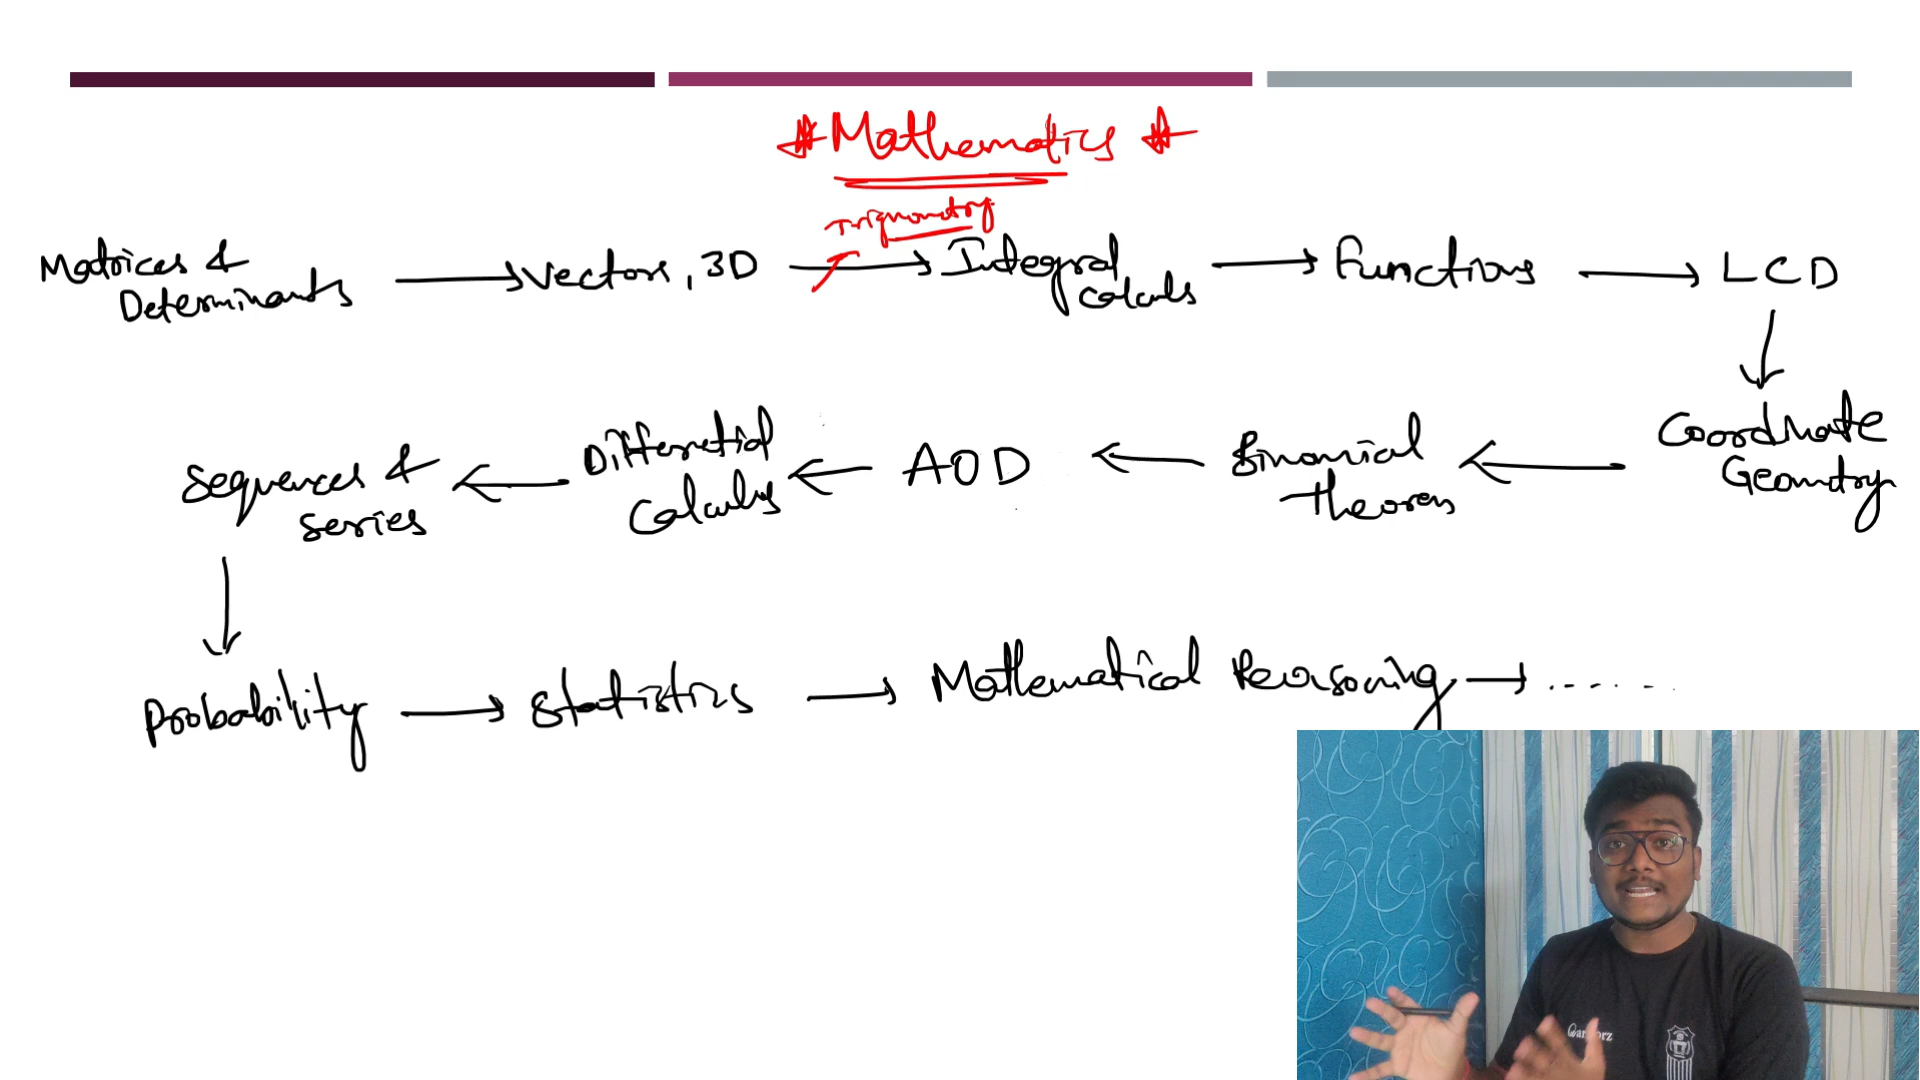 # Mathematics #
Trignometry
Matrices & Determinants → Vectors, 3D → Integral Calculus → Functions → LCD
↓
Sequences & Series ← Differential Calculus ← AOD ← Binomial Theorem ← Coordinate Geometry
↓
Probability → Statistics → Mathematical Reasoning → ......